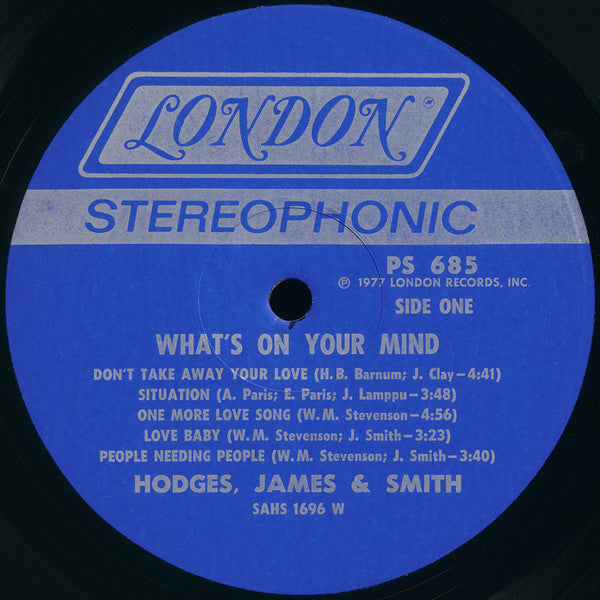 LONDON
STEREOPHONIC
PS 685
Ⓟ 1977 LONDON RECORDS, INC.
SIDE ONE
WHAT'S ON YOUR MIND
DON'T TAKE AWAY YOUR LOVE (H.B. Barnum; J. Clay–4:41)
SITUATION (A. Paris; E. Paris; J. Lamppu–3:48)
ONE MORE LOVE SONG (W.M. Stevenson–4:56)
LOVE BABY (W.M. Stevenson; J. Smith–3:23)
PEOPLE NEEDING PEOPLE (W.M. Stevenson; J. Smith–3:40)
HODGES, JAMES & SMITH
SAHS 1696 W